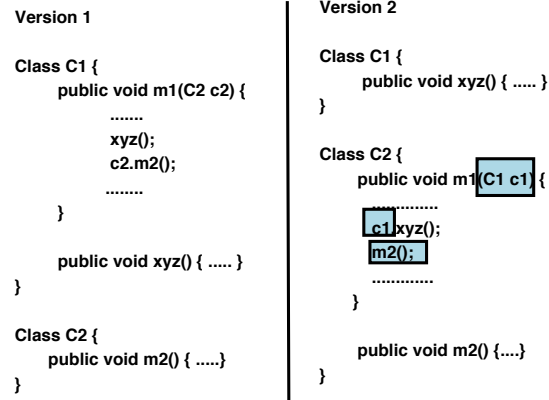 Version 1
Class C1 {
public void m1(C2 c2) {
.......
xyz();
c2.m2();
........
}
public void xyz() { ..... }
}
Class C2 {
public void m2() { .....}
}
Version 2
Class C1 {
public void xyz() { ..... }
}
Class C2 {
public void m1(C1 c1) {
..............
c1.xyz();
m2();
.............
}
public void m2() {....}
}